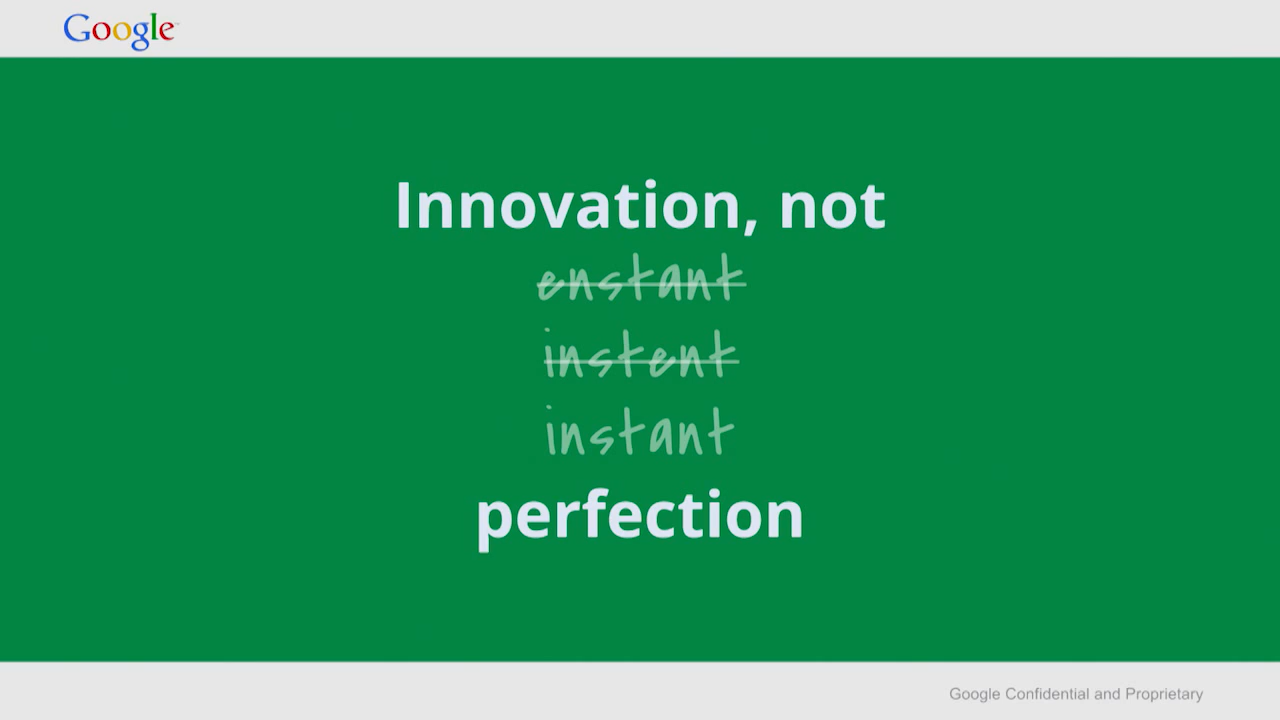 Google
Innovation, not
enstant
instent
instant
perfection
Google Confidential and Proprietary